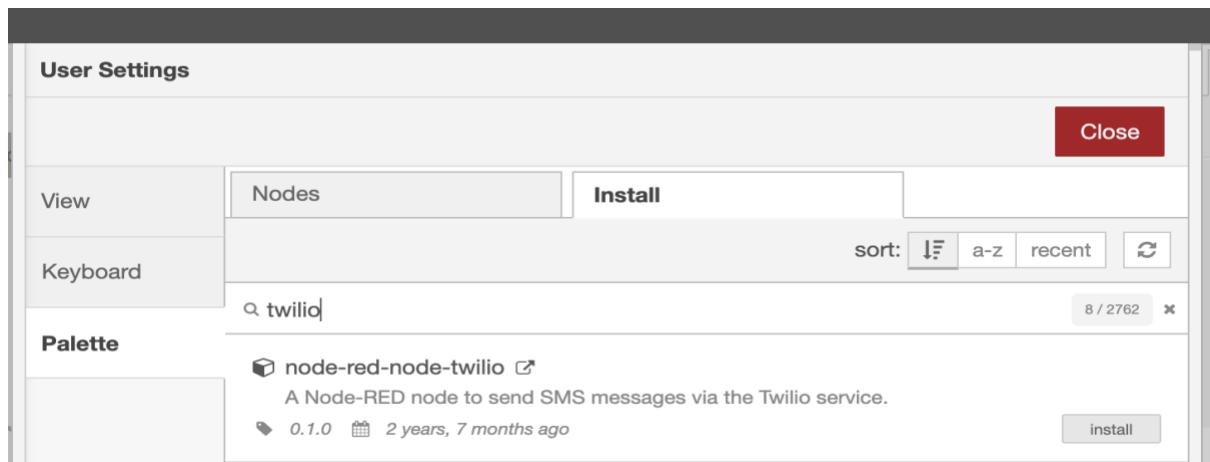 User Settings
Close
View
Nodes
Install
sort:
a-z
recent
Keyboard
twilio
8 / 2762
Palette
node-red-node-twilio
A Node-RED node to send SMS messages via the Twilio service.
0.1.0 2 years, 7 months ago
install